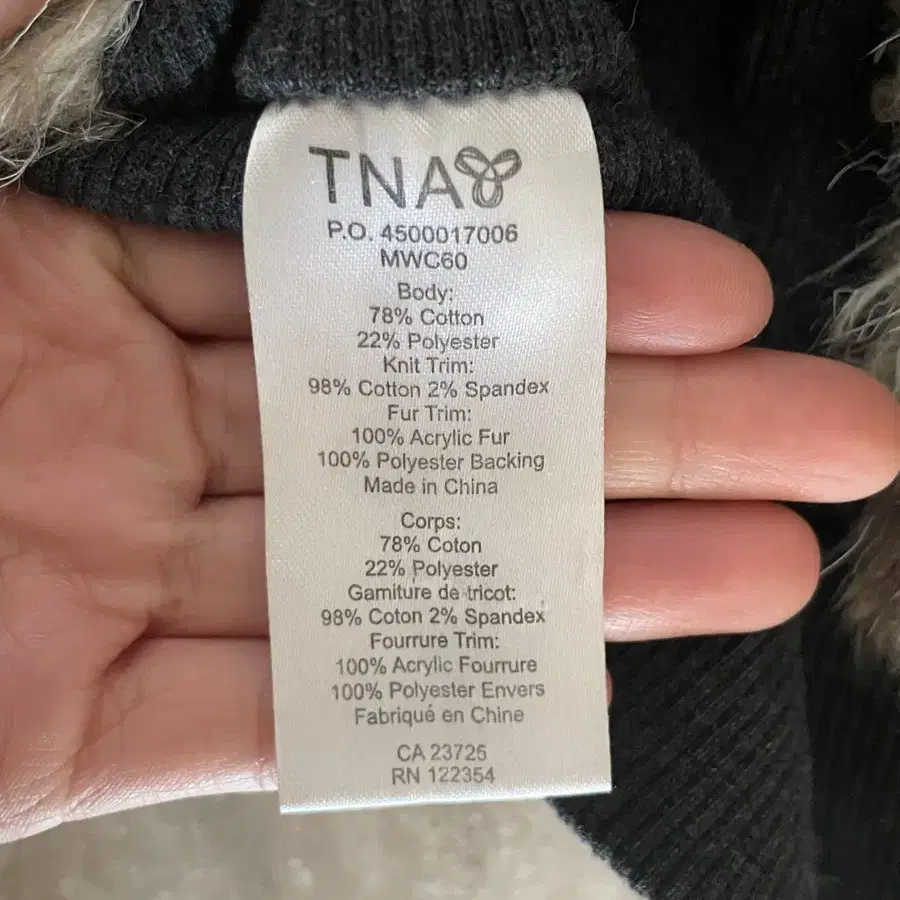 TNA
P.O. 4500017006
MWC60
Body:
78% Cotton
22% Polyester
Knit Trim:
98% Cotton 2% Spandex
Fur Trim:
100% Acrylic Fur
100% Polyester Backing
Made in China
Corps:
78% Coton
22% Polyester
Garniture de tricot:
98% Coton 2% Spandex
Fourrure Trim:
100% Acrylic Fourrure
100% Polyester Envers
Fabriqué en Chine
CA 23725
RN 122354